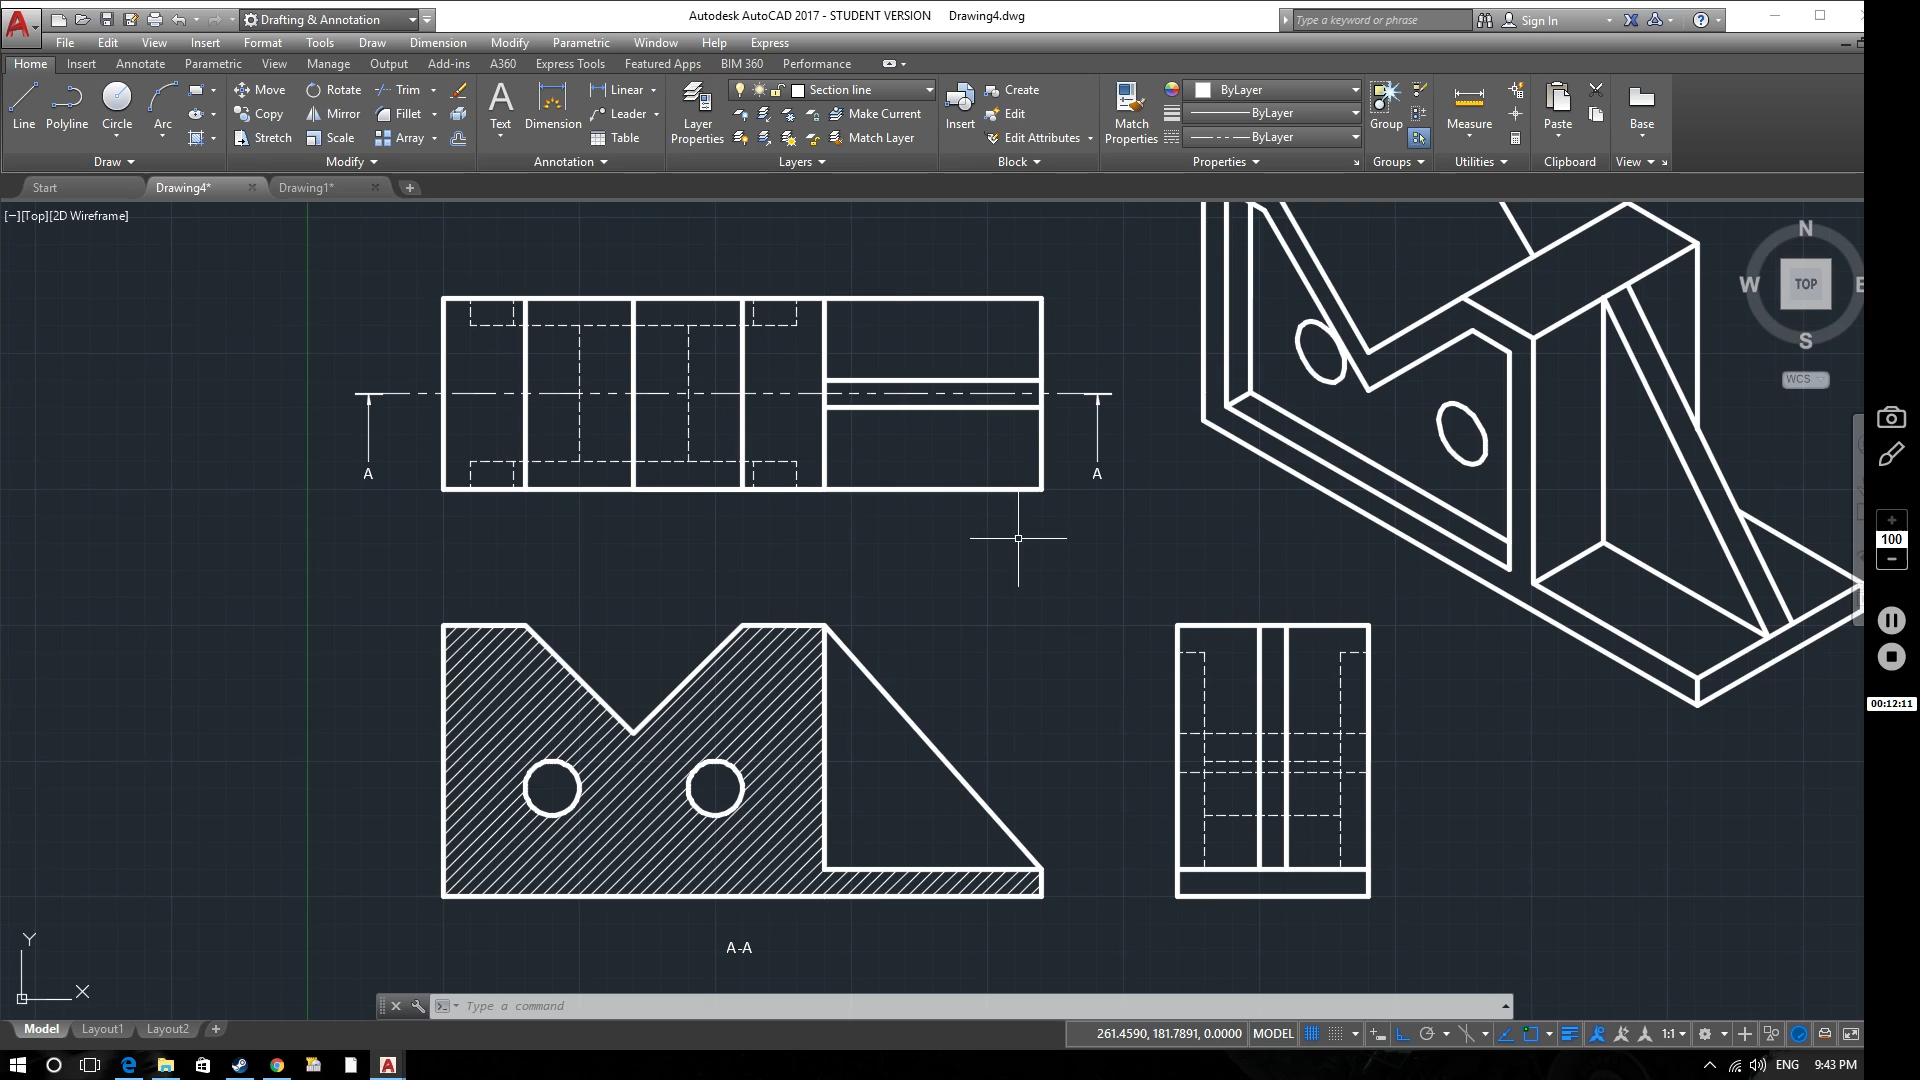 Drafting & Annotation
Autodesk AutoCAD 2017 - STUDENT VERSION Drawing4.dwg
Type a keyword or phrase
Sign In
File Edit View Insert Format Tools Draw Dimension Modify Parametric Window Help Express
Home Insert Annotate Parametric View Manage Output Add-ins A360 Express Tools Featured Apps BIM 360 Performance
Line Polyline Circle Arc
Draw
Move Rotate Trim
Copy Mirror Fillet
Stretch Scale Array
Modify
Text Dimension
Linear
Leader
Table
Annotation
Layer Properties
Section line
Make Current
Match Layer
Layers
Insert
Create
Edit
Edit Attributes
Block
Match Properties
ByLayer
ByLayer
ByLayer
Properties
Group
Groups
Measure
Utilities
Paste
Clipboard
Base
View
Start Drawing4* Drawing1*
[−][Top][2D Wireframe]
N
W TOP E
S
WCS
A A
100
00:12:11
A-A
Y
X
Type a command
Model Layout1 Layout2
261.4590, 181.7891, 0.0000 MODEL 1:1
ENG 9:43 PM